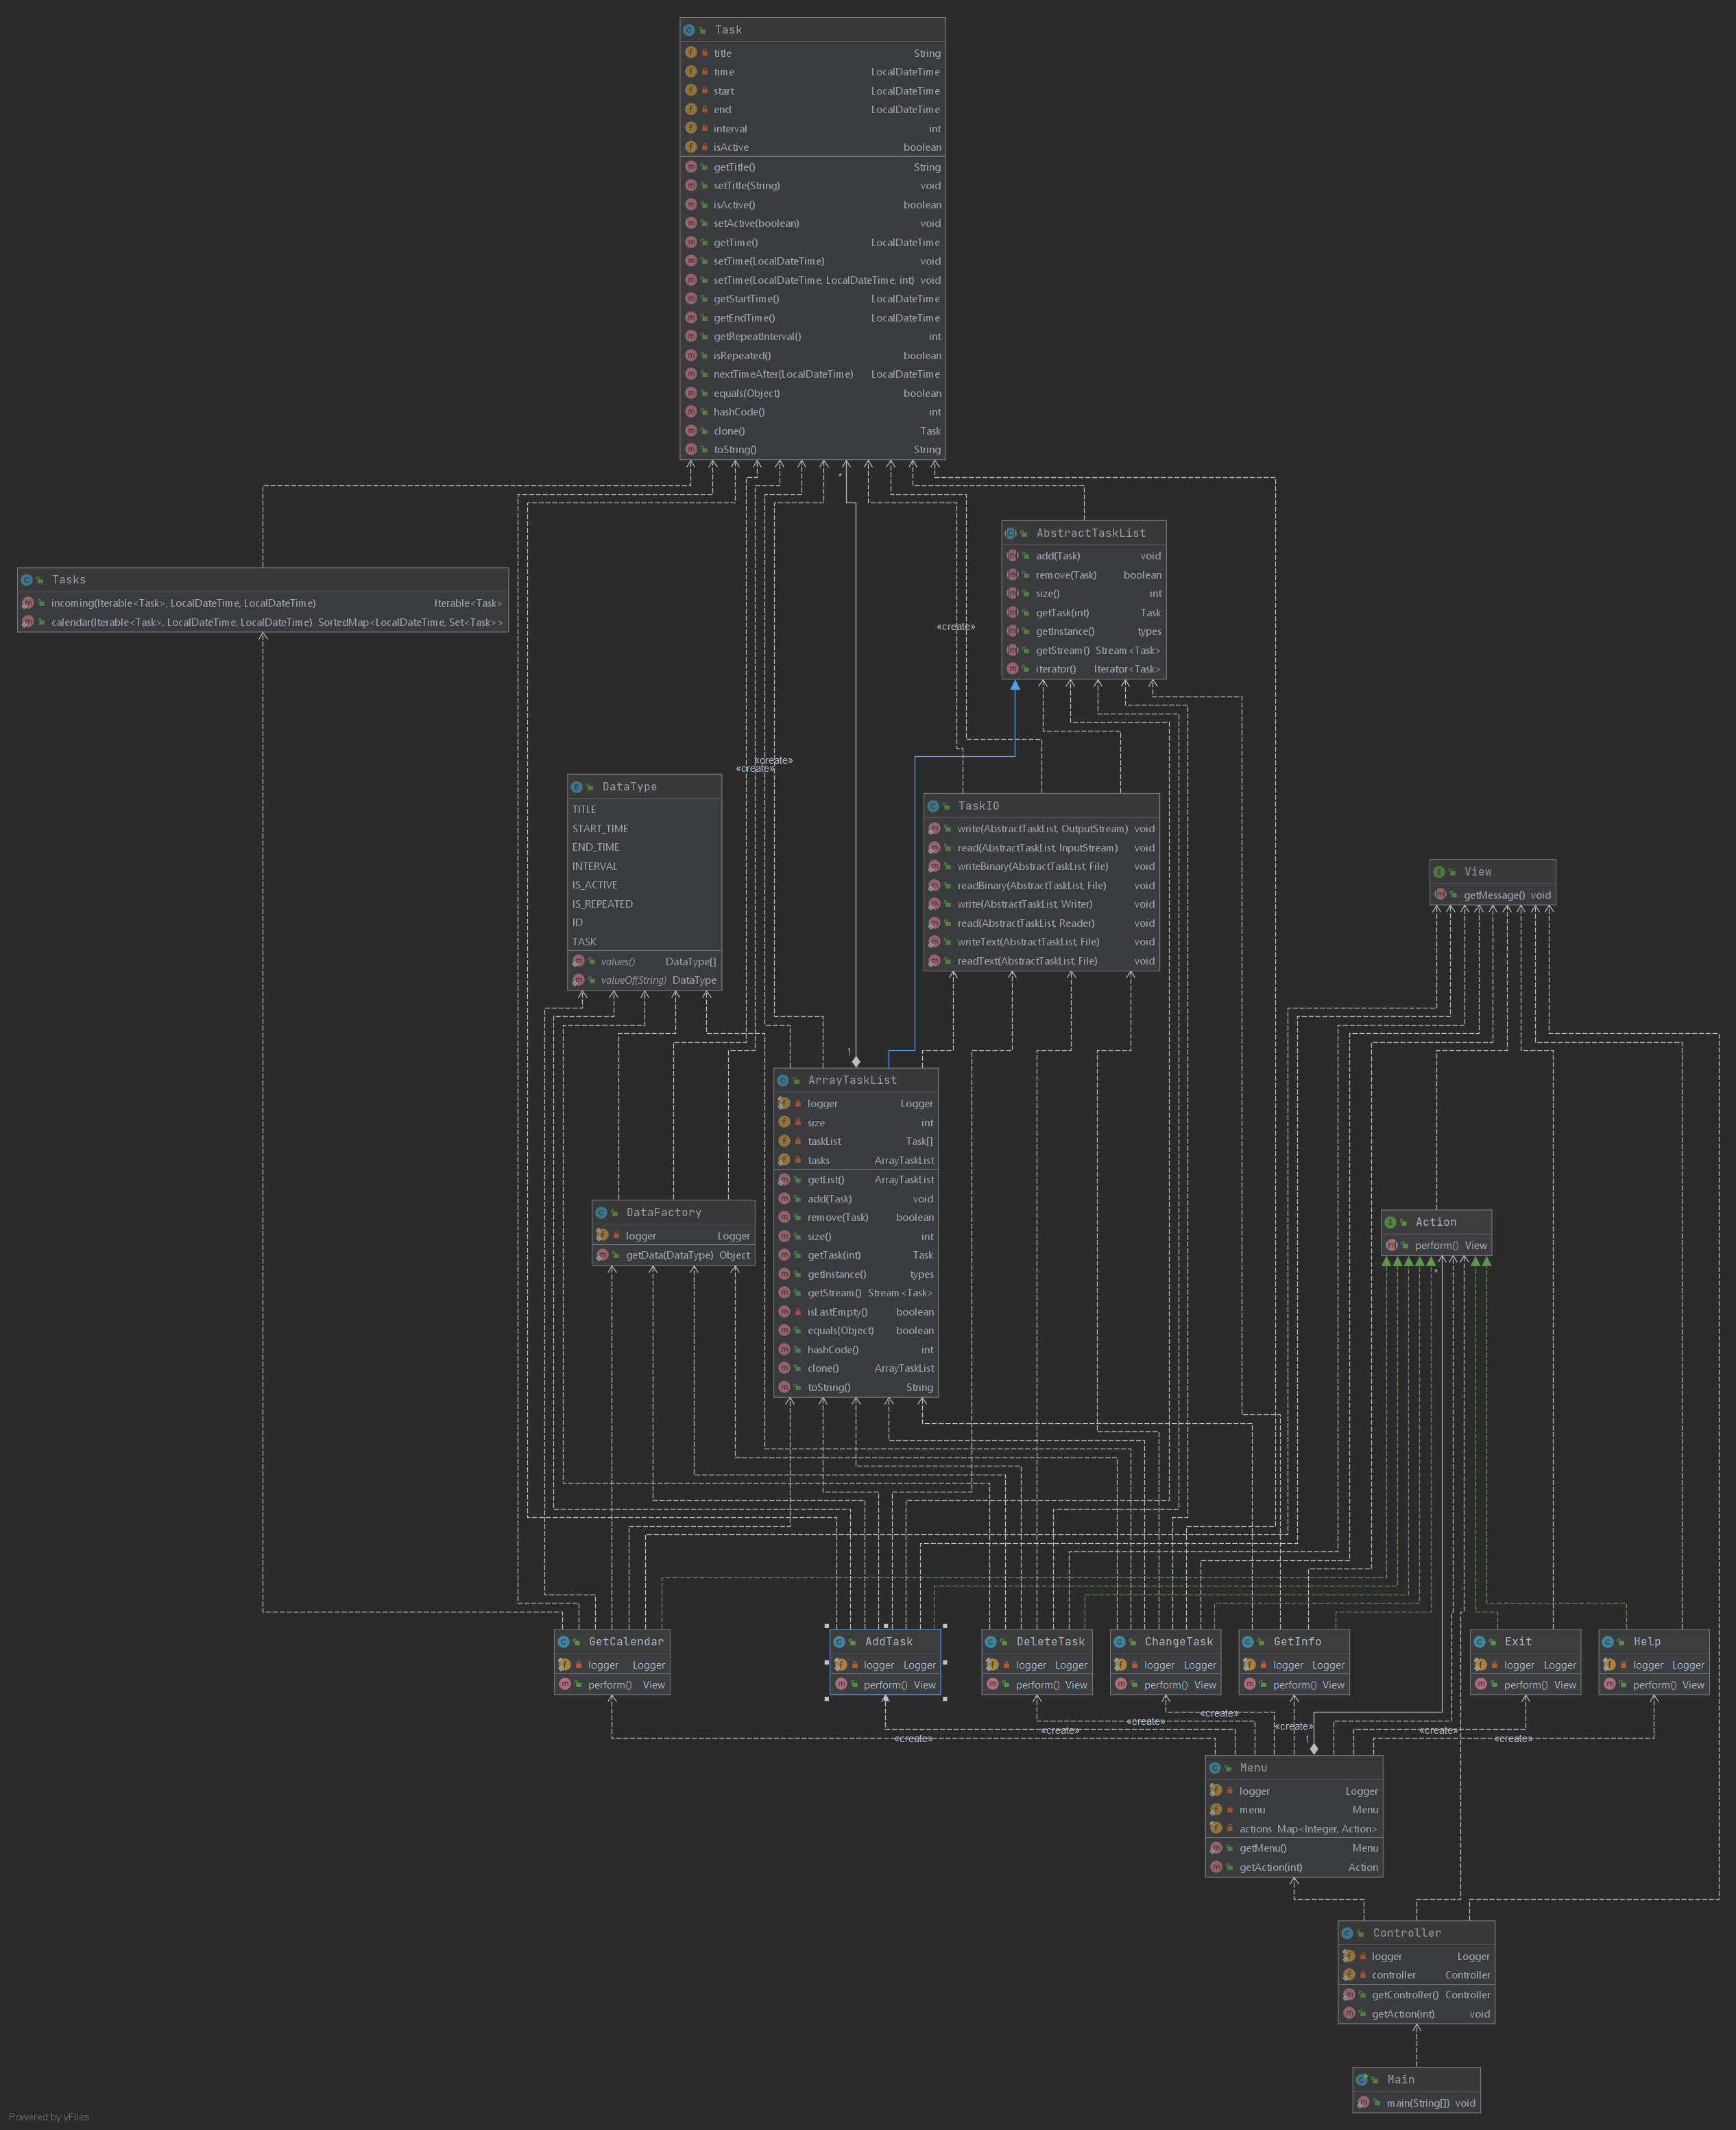 Task
title String
time LocalDateTime
start LocalDateTime
end LocalDateTime
interval int
isActive boolean
getTitle() String
setTitle(String) void
isActive() boolean
setActive(boolean) void
getTime() LocalDateTime
setTime(LocalDateTime) void
setTime(LocalDateTime, LocalDateTime, int) void
getStartTime() LocalDateTime
getEndTime() LocalDateTime
getRepeatInterval() int
isRepeated() boolean
nextTimeAfter(LocalDateTime) LocalDateTime
equals(Object) boolean
hashCode() int
clone() Task
toString() String
*
AbstractTaskList
add(Task) void
remove(Task) boolean
size() int
getTask(int) Task
getInstance() types
getStream() Stream<Task>
iterator() Iterator<Task>
Tasks
incoming(Iterable<Task>, LocalDateTime, LocalDateTime) Iterable<Task>
calendar(Iterable<Task>, LocalDateTime, LocalDateTime) SortedMap<LocalDateTime, Set<Task>>
«create»
«create»
«create»
DataType
TITLE
START_TIME
END_TIME
INTERVAL
IS_ACTIVE
IS_REPEATED
ID
TASK
values() DataType[]
valueOf(String) DataType
TaskIO
write(AbstractTaskList, OutputStream) void
read(AbstractTaskList, InputStream) void
writeBinary(AbstractTaskList, File) void
readBinary(AbstractTaskList, File) void
write(AbstractTaskList, Writer) void
read(AbstractTaskList, Reader) void
writeText(AbstractTaskList, File) void
readText(AbstractTaskList, File) void
View
getMessage() void
1
ArrayTaskList
logger Logger
size int
taskList Task[]
tasks ArrayTaskList
getList() ArrayTaskList
add(Task) void
remove(Task) boolean
size() int
getTask(int) Task
getInstance() types
getStream() Stream<Task>
isLastEmpty() boolean
equals(Object) boolean
hashCode() int
clone() ArrayTaskList
toString() String
DataFactory
logger Logger
getData(DataType) Object
Action
perform() View
*
GetCalendar
logger Logger
perform() View
AddTask
logger Logger
perform() View
DeleteTask
logger Logger
perform() View
ChangeTask
logger Logger
perform() View
GetInfo
logger Logger
perform() View
Exit
logger Logger
perform() View
Help
logger Logger
perform() View
«create»
«create»
«create»
«create»
«create»
«create»
«create»
1
Menu
logger Logger
menu Menu
actions Map<Integer, Action>
getMenu() Menu
getAction(int) Action
Controller
logger Logger
controller Controller
getController() Controller
getAction(int) void
Main
main(String[]) void
Powered by yFiles